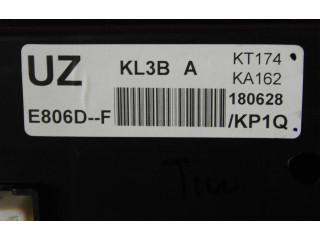 UZ KL3B A KT174
KA162
180628
E806D--F /KP1Q